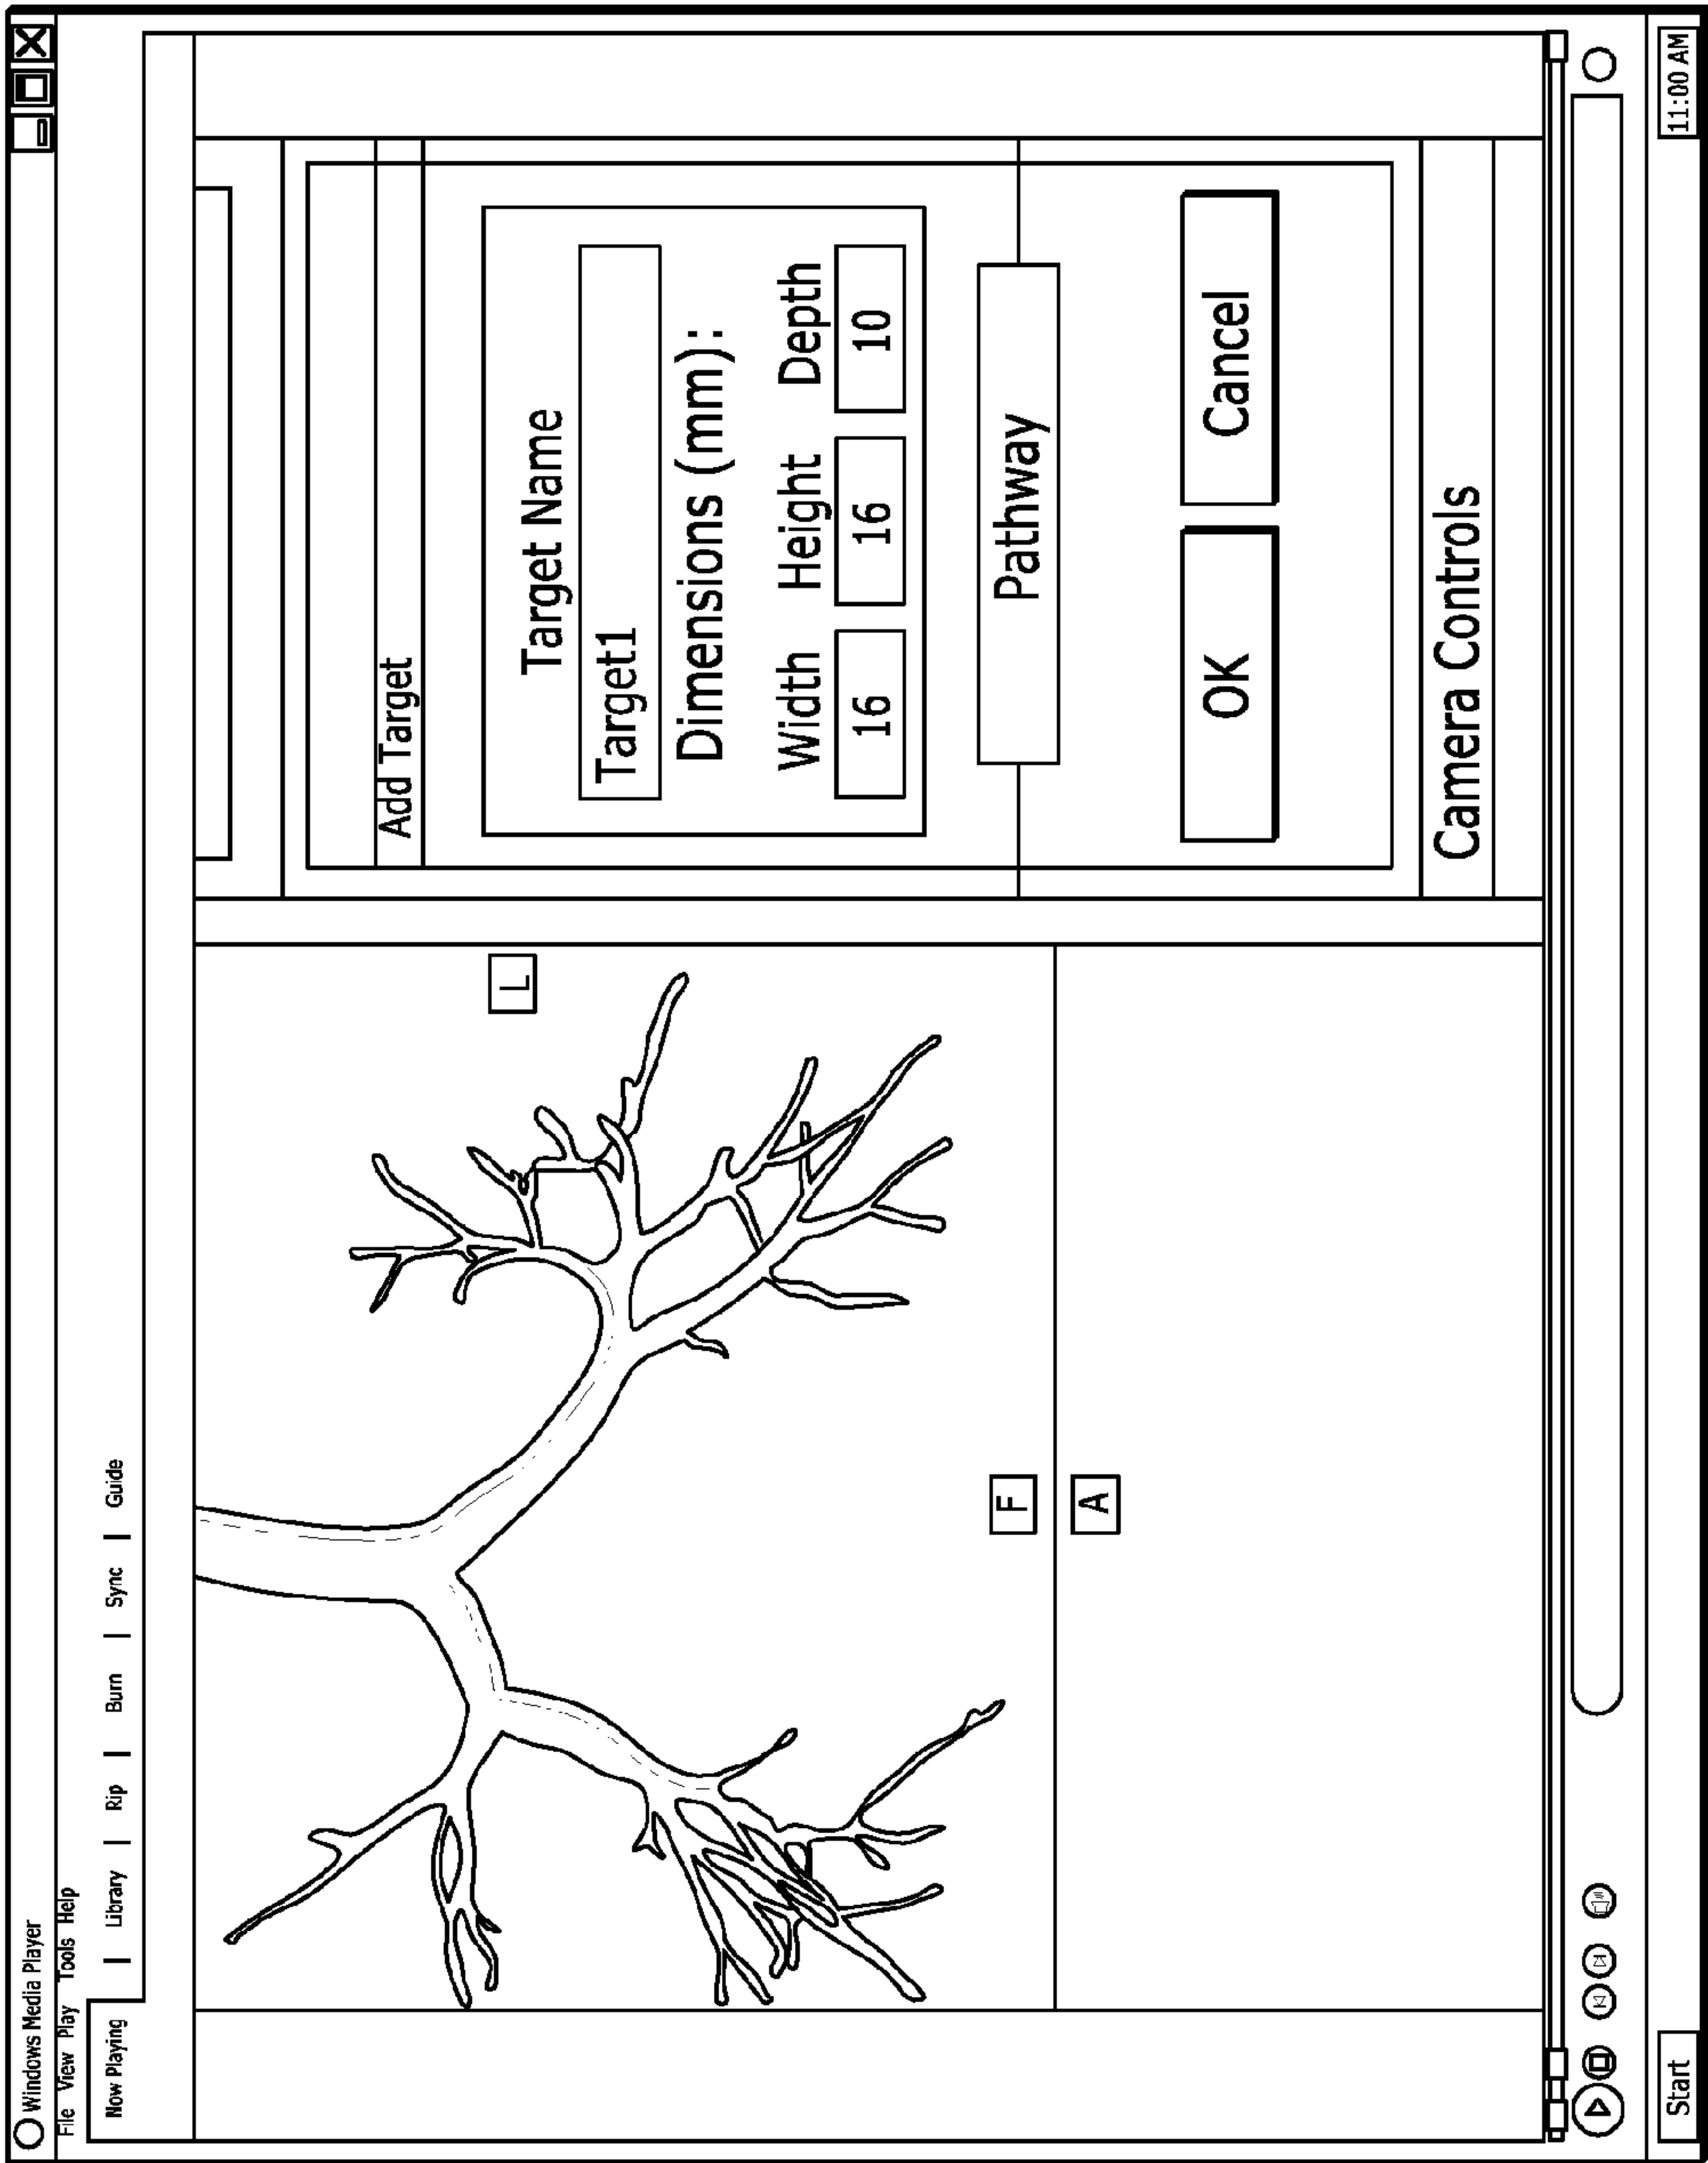 Windows Media Player
File View Play Tools Help
Now Playing | Library | Rip | Burn | Sync | Guide
L
F
A
Add Target
Target Name
Target1
Dimensions (mm):
Width Height Depth
16 16 10
Pathway
OK Cancel
Camera Controls
Start 11:00 AM